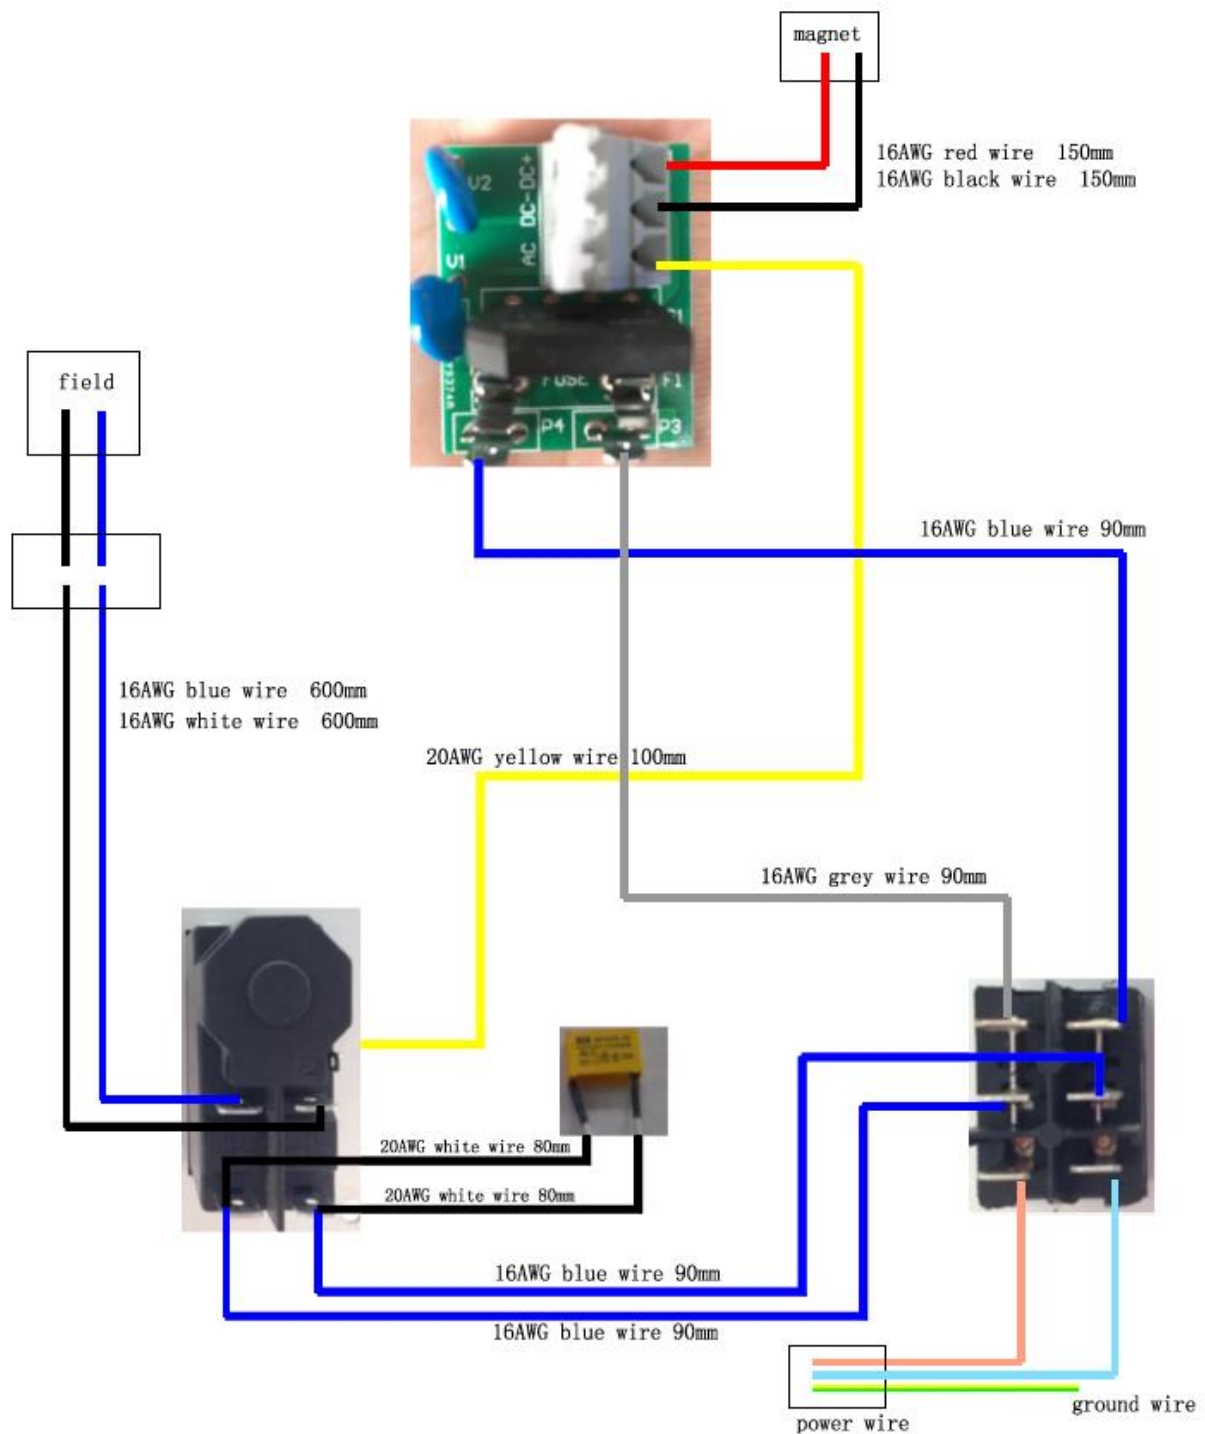 magnet
16AWG red wire 150mm
16AWG black wire 150mm
V2
DC+
DC-
AC
V1
FUSE
F1
P4
P3
field
16AWG blue wire 90mm
16AWG blue wire 600mm
16AWG white wire 600mm
20AWG yellow wire 100mm
16AWG grey wire 90mm
20AWG white wire 80mm
20AWG white wire 80mm
16AWG blue wire 90mm
16AWG blue wire 90mm
ground wire
power wire